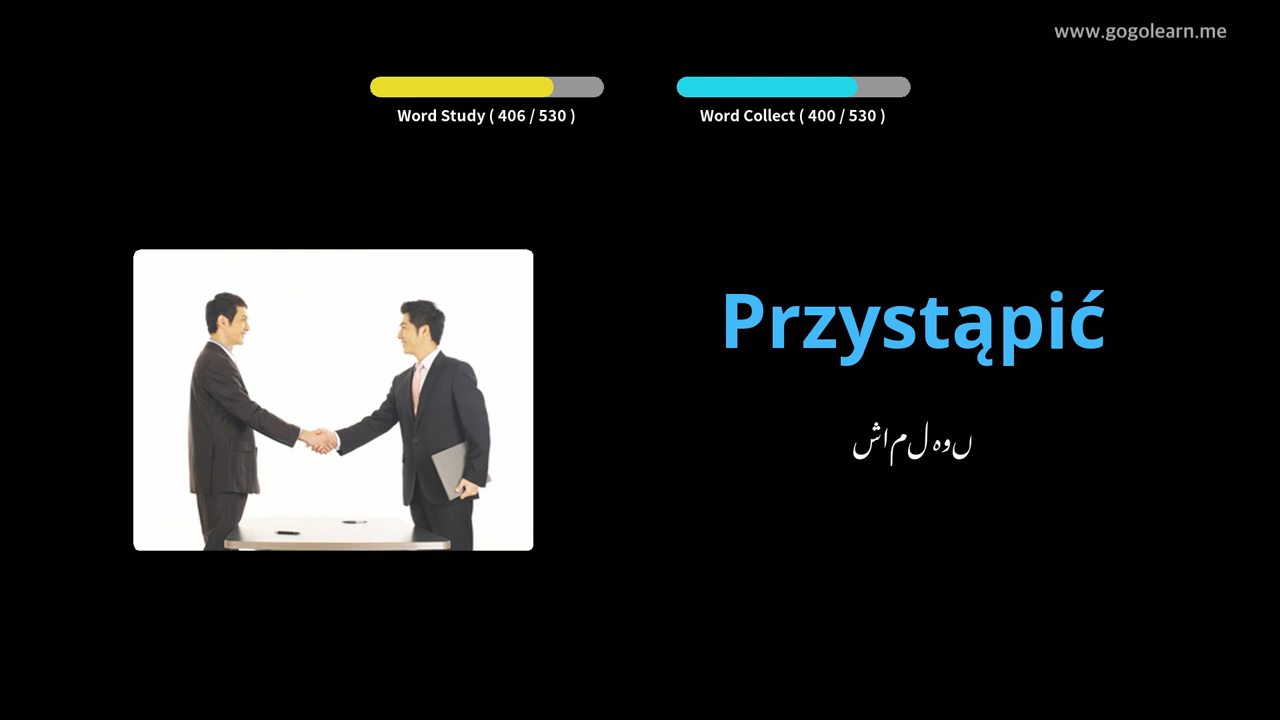 www.gogolearn.me
Word Study ( 406 / 530 )
Word Collect ( 400 / 530 )
Przystąpić
شامل ہوں